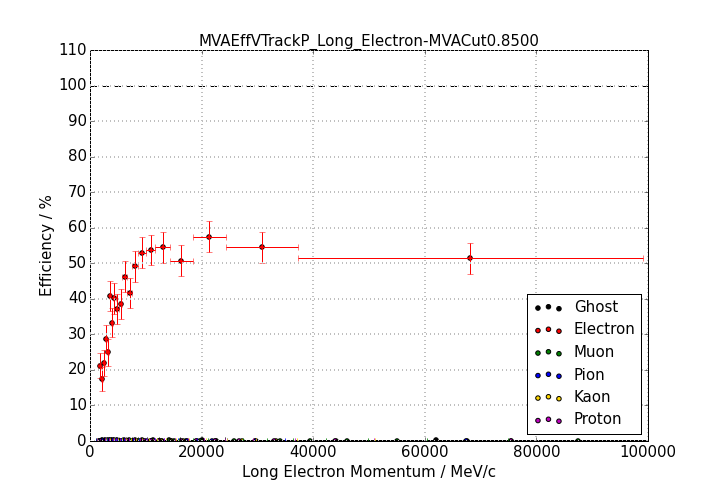 MVAEffVTrackP_Long_Electron-MVACut0.8500
110
100
90
80
70
60
50
40
30
20
10
0
Efficiency / %
Ghost
Electron
Muon
Pion
Kaon
Proton
0 20000 40000 60000 80000 100000
Long Electron Momentum / MeV/c